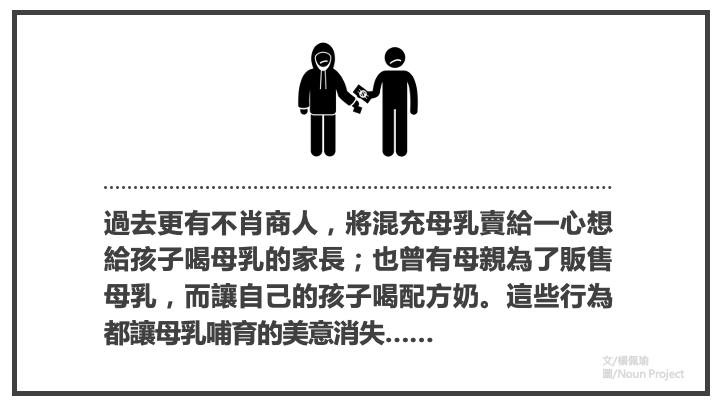 過去更有不肖商人，將混充母乳賣給一心想
給孩子喝母乳的家長；也曾有母親為了販售
母乳，而讓自己的孩子喝配方奶。這些行為
都讓母乳哺育的美意消失……
文/楊佩瑜
圖/Noun Project